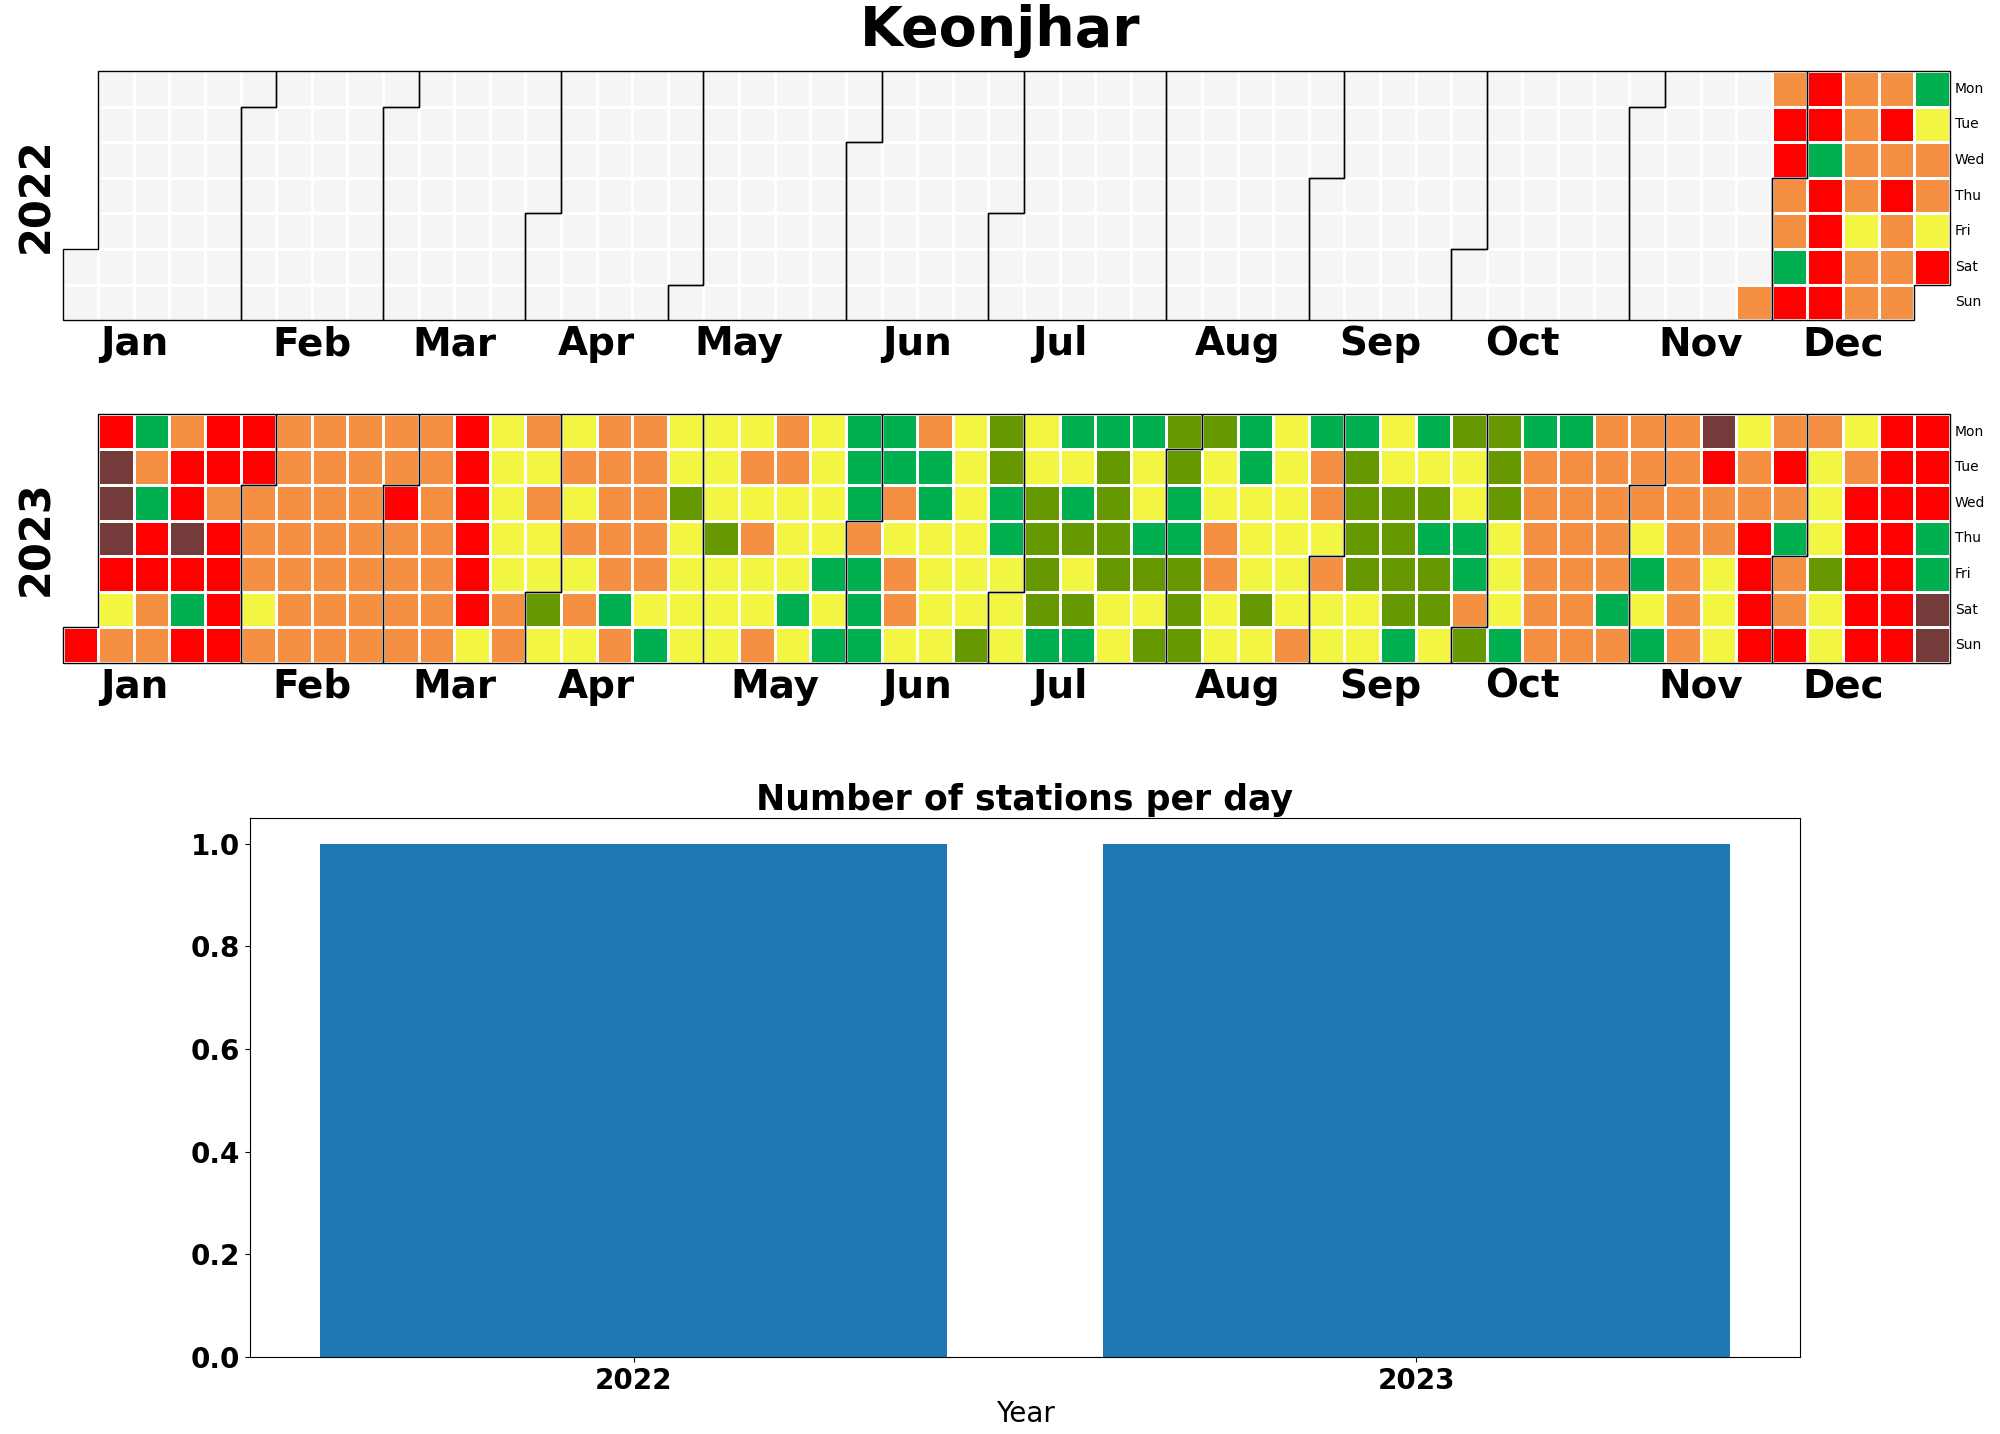 Keonjhar
2022
Mon
Tue
Wed
Thu
Fri
Sat
Sun
Jan Feb Mar Apr May Jun Jul Aug Sep Oct Nov Dec
2023
Mon
Tue
Wed
Thu
Fri
Sat
Sun
Jan Feb Mar Apr May Jun Jul Aug Sep Oct Nov Dec
Number of stations per day
1.0
0.8
0.6
0.4
0.2
0.0
2022 2023
Year